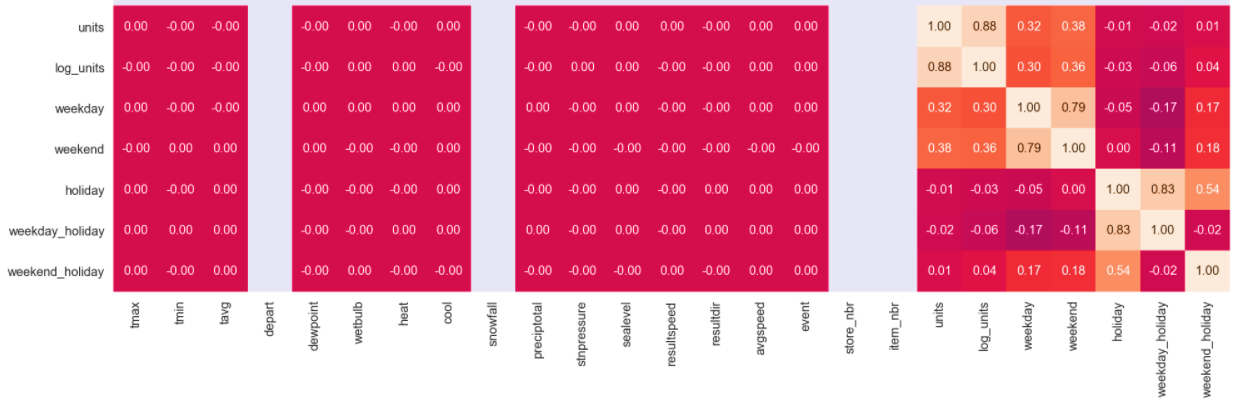 units 0.00 -0.00 -0.00 -0.00 -0.00 -0.00 0.00 -0.00 -0.00 0.00 -0.00 -0.00 0.00 0.00 1.00 0.88 0.32 0.38 -0.01 -0.02 0.01
log_units -0.00 -0.00 -0.00 -0.00 0.00 0.00 -0.00 -0.00 0.00 0.00 -0.00 -0.00 0.00 0.00 0.88 1.00 0.30 0.36 -0.03 -0.06 0.04
weekday 0.00 -0.00 -0.00 0.00 0.00 -0.00 0.00 0.00 -0.00 0.00 -0.00 -0.00 0.00 0.00 0.32 0.30 1.00 0.79 -0.05 -0.17 0.17
weekend -0.00 0.00 0.00 0.00 -0.00 -0.00 0.00 -0.00 -0.00 0.00 -0.00 -0.00 -0.00 -0.00 0.38 0.36 0.79 1.00 0.00 -0.11 0.18
holiday 0.00 -0.00 0.00 -0.00 -0.00 -0.00 0.00 -0.00 -0.00 0.00 -0.00 0.00 -0.00 0.00 -0.01 -0.03 -0.05 0.00 1.00 0.83 0.54
weekday_holiday 0.00 0.00 0.00 -0.00 -0.00 0.00 0.00 0.00 -0.00 0.00 -0.00 0.00 0.00 0.00 -0.02 -0.06 -0.17 -0.11 0.83 1.00 -0.02
weekend_holiday 0.00 -0.00 0.00 -0.00 0.00 -0.00 -0.00 -0.00 -0.00 -0.00 0.00 -0.00 0.00 0.00 0.01 0.04 0.17 0.18 0.54 -0.02 1.00
tmax
tmin
tavg
depart
dewpoint
wetbulb
heat
cool
snowfall
preciptotal
stnpressure
sealevel
resultspeed
resultdir
avgspeed
event
store_nbr
item_nbr
units
log_units
weekday
weekend
holiday
weekday_holiday
weekend_holiday